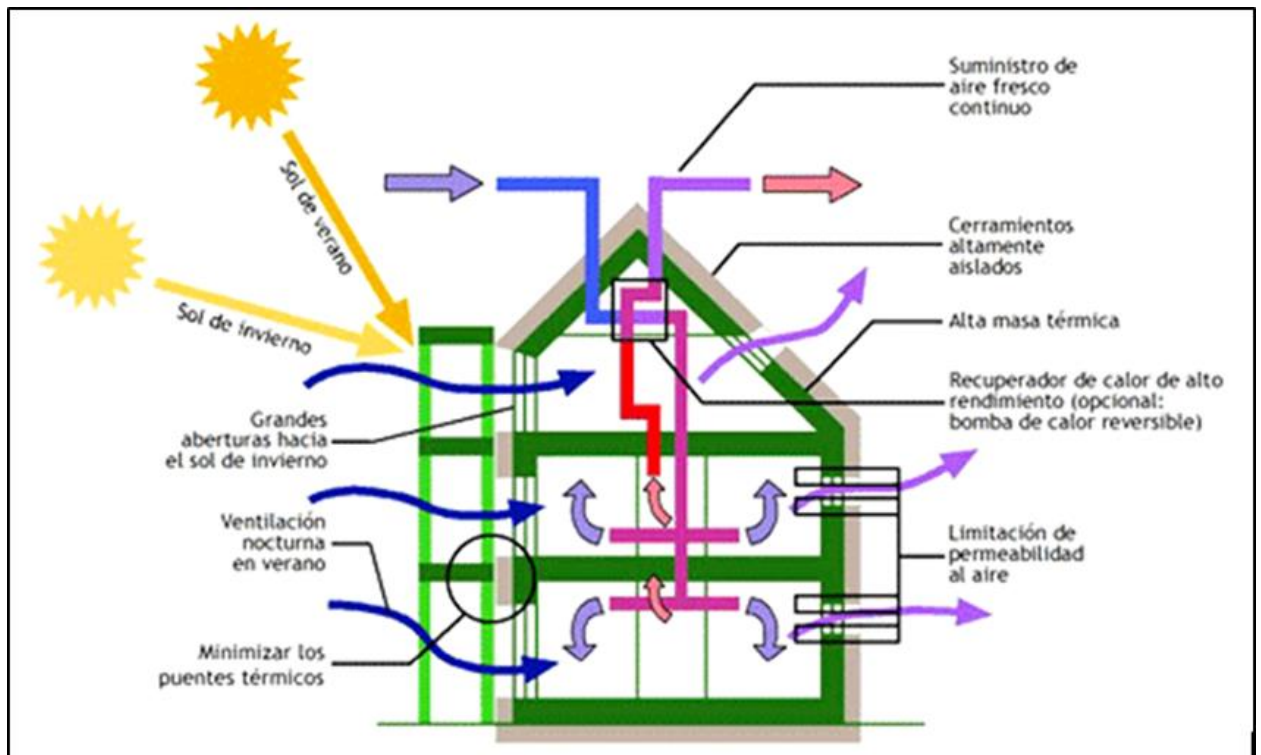 Suministro de
aire fresco
continuo
Sol de verano
Sol de invierno
Cerramientos
altamente
aislados
Alta masa térmica
Recuperador de calor de alto
rendimiento (opcional:
bomba de calor reversible)
Grandes
aberturas hacia
el sol de invierno
Ventilación
nocturna
en verano
Limitación de
permeabilidad
al aire
Minimizar los
puentes térmicos